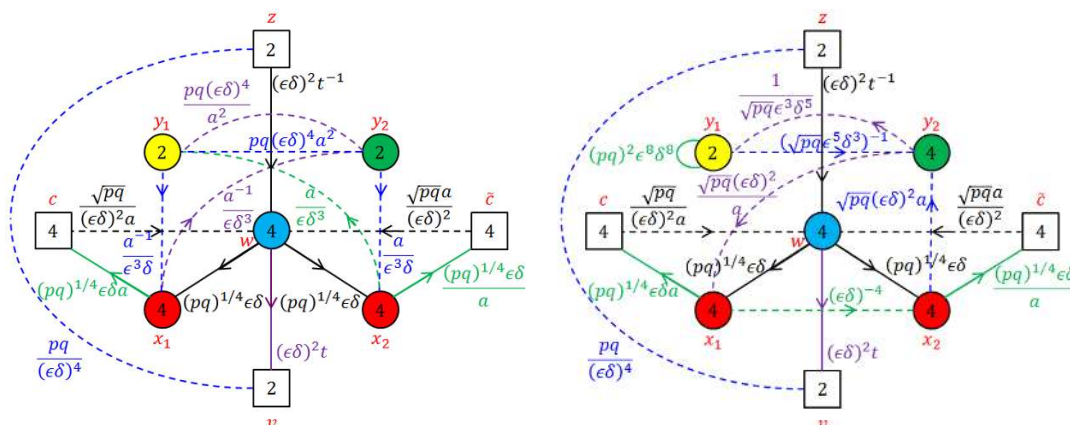 z
2
(ϵδ)²t⁻¹
pq(ϵδ)⁴/a²
y₁ y₂
2 pq(ϵδ)⁴a² 2
c √pq/(ϵδ)²a a⁻¹/ϵδ³ a/ϵδ³ √pqa/(ϵδ)² c̃
4 4 4
w
a⁻¹/ϵ³δ a/ϵ³δ
(pq)^{1/4}ϵδa (pq)^{1/4}ϵδ (pq)^{1/4}ϵδ (pq)^{1/4}ϵδ/a
4 4
x₁ x₂
pq/(ϵδ)⁴ (ϵδ)²t
2
z
2
(ϵδ)²t⁻¹
1/√pqϵ³δ⁵
y₁ y₂
(pq)²ϵ⁸δ⁸ 2 (√pqϵ⁵δ³)⁻¹ 4
c √pq/(ϵδ)²a √pq(ϵδ)²/a √pq(ϵδ)²a √pqa/(ϵδ)² c̃
4 4 4
w
(pq)^{1/4}ϵδa (pq)^{1/4}ϵδ (pq)^{1/4}ϵδ (pq)^{1/4}ϵδ/a
(ϵδ)⁻⁴
4 4
x₁ x₂
pq/(ϵδ)⁴ (ϵδ)²t
2